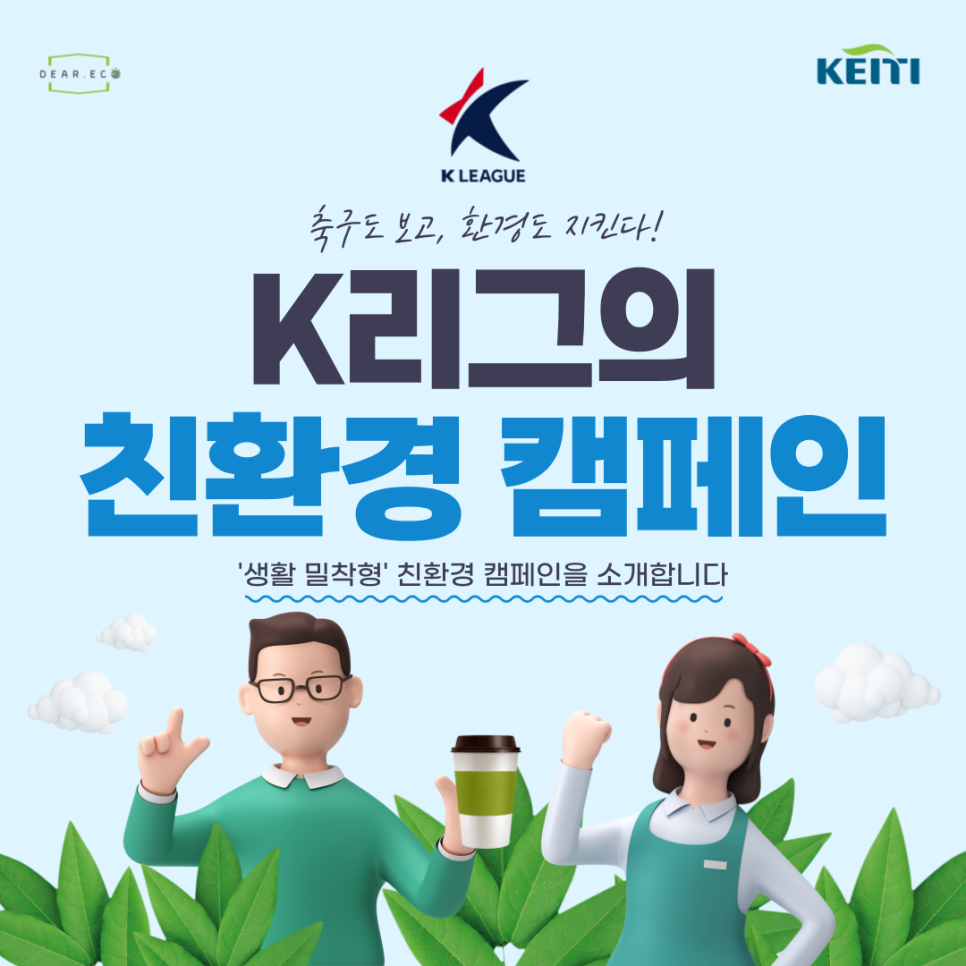 DEAR.ECO
KEITI
K LEAGUE
축구도 보고, 환경도 지킨다!
K리그의
친환경 캠페인
'생활 밀착형' 친환경 캠페인을 소개합니다